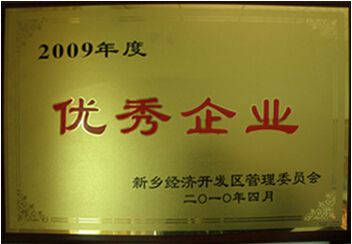 2009年度
优秀企业
新乡经济开发区管理委员会
二〇一〇年四月